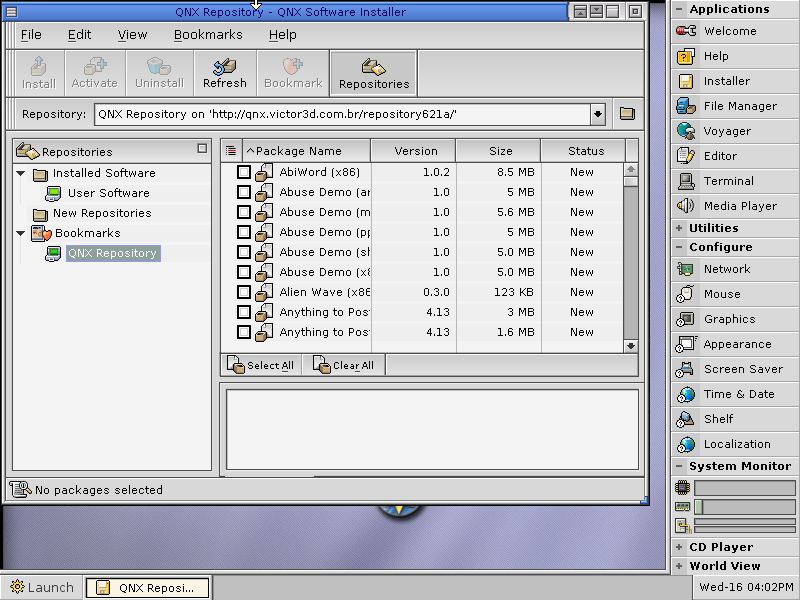 QNX Repository - QNX Software Installer
File Edit View Bookmarks Help
Install Activate Uninstall Refresh Bookmark Repositories
Repository: QNX Repository on 'http://qnx.victor3d.com.br/repository621a/'
Repositories
Installed Software
User Software
New Repositories
Bookmarks
QNX Repository
Package Name Version Size Status
AbiWord (x86) 1.0.2 8.5 MB New
Abuse Demo (ar 1.0 5 MB New
Abuse Demo (m 1.0 5.6 MB New
Abuse Demo (pp 1.0 5 MB New
Abuse Demo (sh 1.0 5.0 MB New
Abuse Demo (x8 1.0 5.0 MB New
Alien Wave (x86 0.3.0 123 KB New
Anything to Pos 4.13 3 MB New
Anything to Pos 4.13 1.6 MB New
Select All Clear All
No packages selected
Applications
Welcome
Help
Installer
File Manager
Voyager
Editor
Terminal
Media Player
Utilities
Configure
Network
Mouse
Graphics
Appearance
Screen Saver
Time & Date
Shelf
Localization
System Monitor
CD Player
World View
Launch QNX Reposi... Wed-16 04:02PM